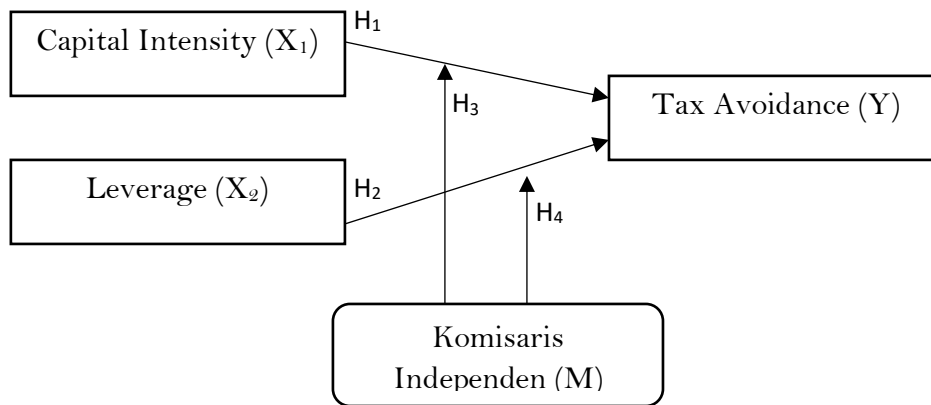 H₁
Capital Intensity (X₁)
H₃
Tax Avoidance (Y)
Leverage (X₂)
H₂
H₄
Komisaris
Independen (M)